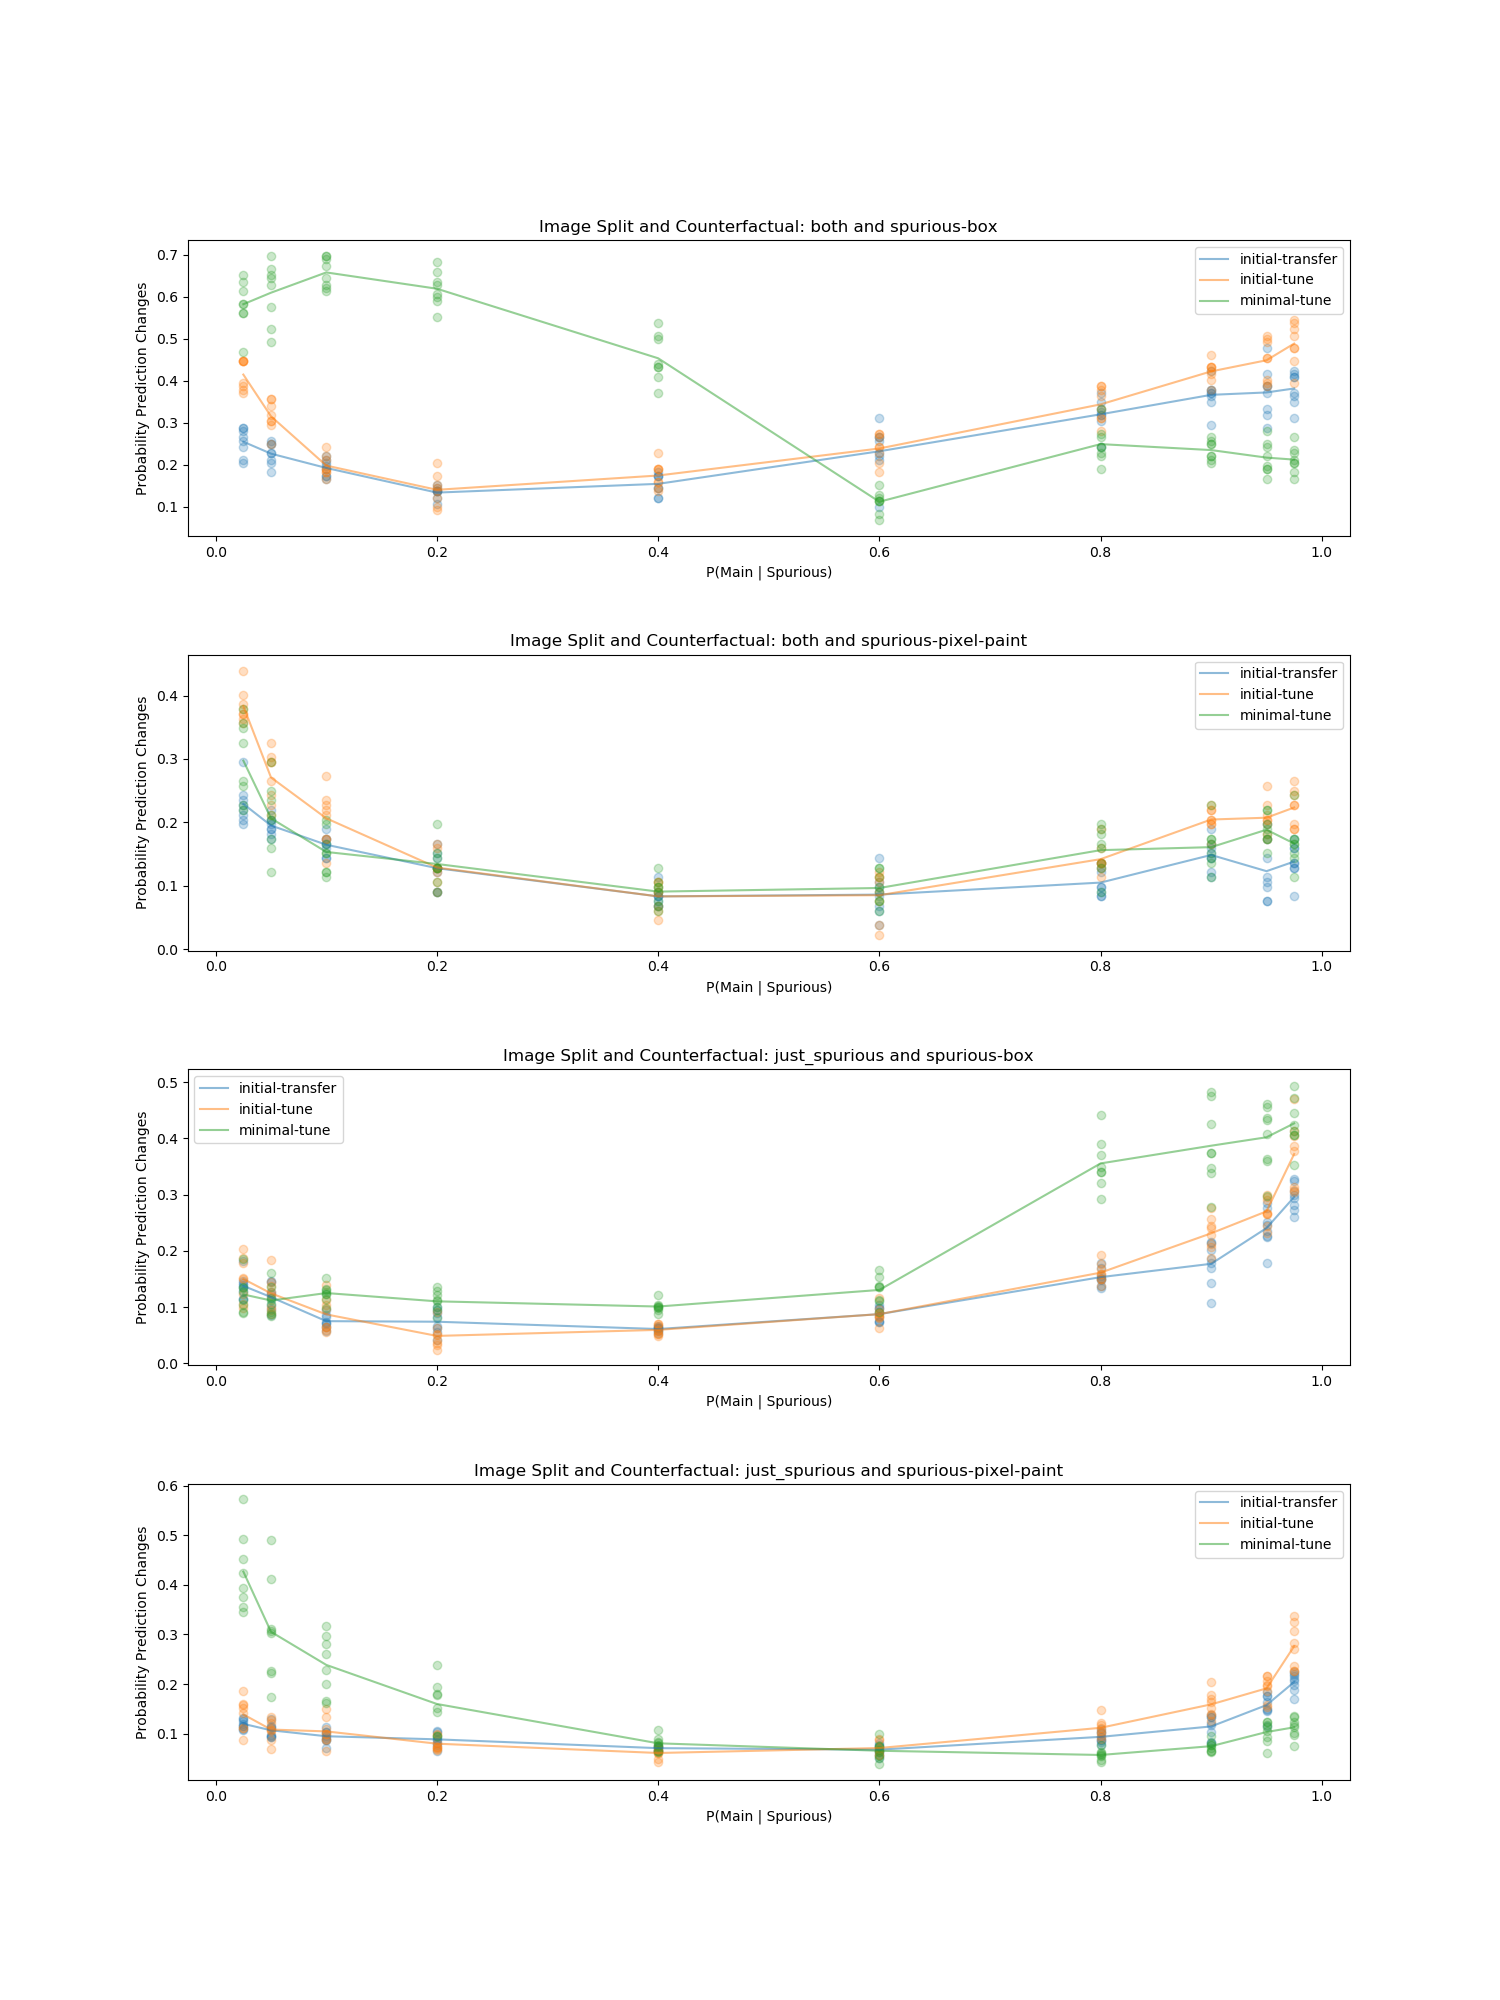 Image Split and Counterfactual: both and spurious-box
Probability Prediction Changes
0.7
0.6
0.5
0.4
0.3
0.2
0.1
initial-transfer
initial-tune
minimal-tune
0.0 0.2 0.4 0.6 0.8 1.0
P(Main | Spurious)
Image Split and Counterfactual: both and spurious-pixel-paint
Probability Prediction Changes
0.4
0.3
0.2
0.1
0.0
initial-transfer
initial-tune
minimal-tune
0.0 0.2 0.4 0.6 0.8 1.0
P(Main | Spurious)
Image Split and Counterfactual: just_spurious and spurious-box
Probability Prediction Changes
0.5
0.4
0.3
0.2
0.1
0.0
initial-transfer
initial-tune
minimal-tune
0.0 0.2 0.4 0.6 0.8 1.0
P(Main | Spurious)
Image Split and Counterfactual: just_spurious and spurious-pixel-paint
Probability Prediction Changes
0.6
0.5
0.4
0.3
0.2
0.1
initial-transfer
initial-tune
minimal-tune
0.0 0.2 0.4 0.6 0.8 1.0
P(Main | Spurious)